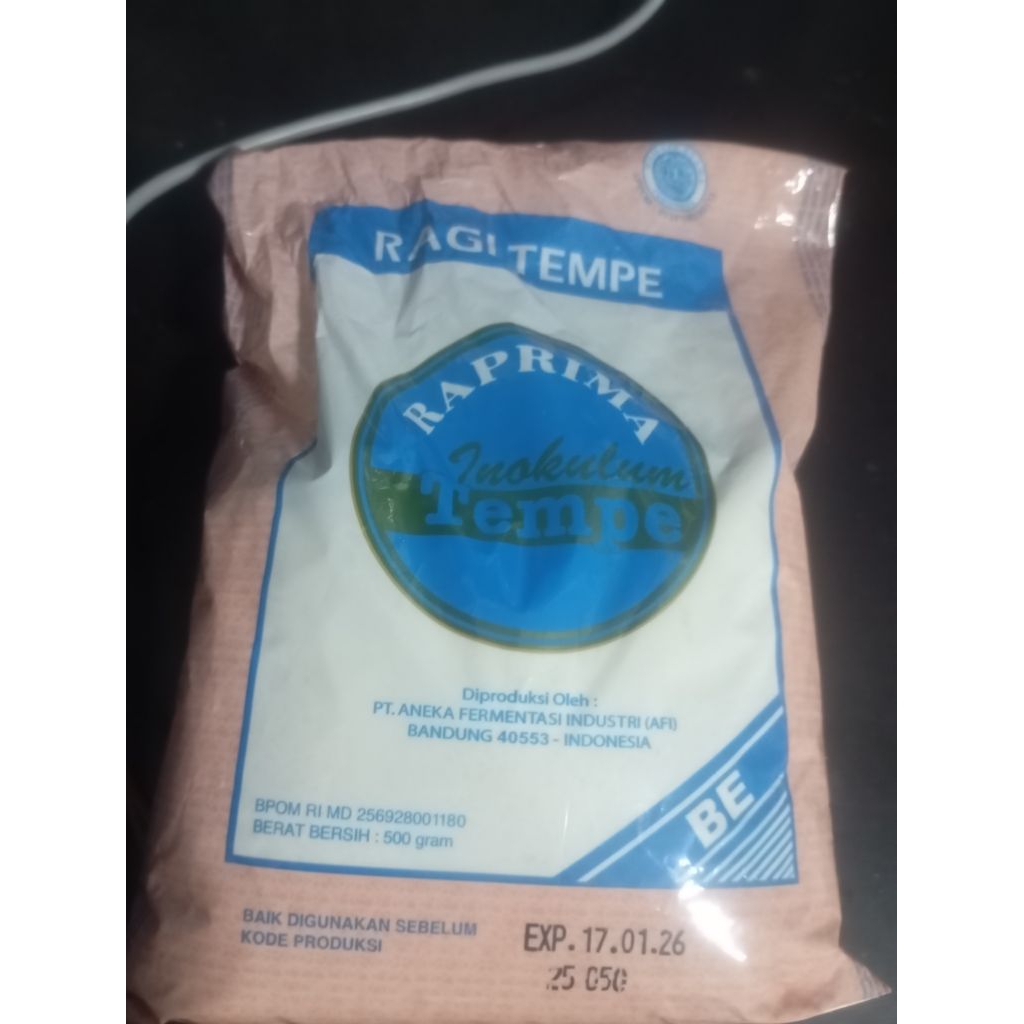 RAGI TEMPE
RAPRIMA
Inokulum
Tempe
Diproduksi Oleh :
PT. ANEKA FERMENTASI INDUSTRI (AFI)
BANDUNG 40553 - INDONESIA
BE
BPOM RI MD 256928001180
BERAT BERSIH : 500 gram
BAIK DIGUNAKAN SEBELUM
KODE PRODUKSI
EXP. 17.01.26
25